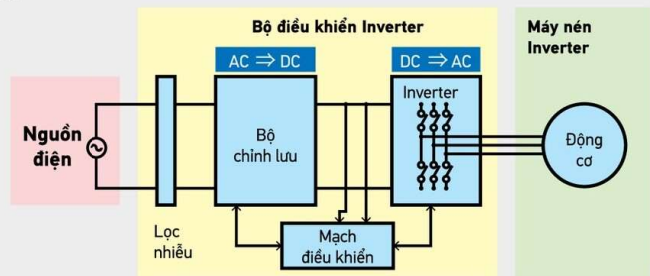 Bộ điều khiển Inverter
Máy nén
Inverter
AC ⇒ DC
DC ⇒ AC
Inverter
Nguồn
điện
Bộ
chỉnh lưu
Động
cơ
Lọc
nhiễu
Mạch
điều khiển